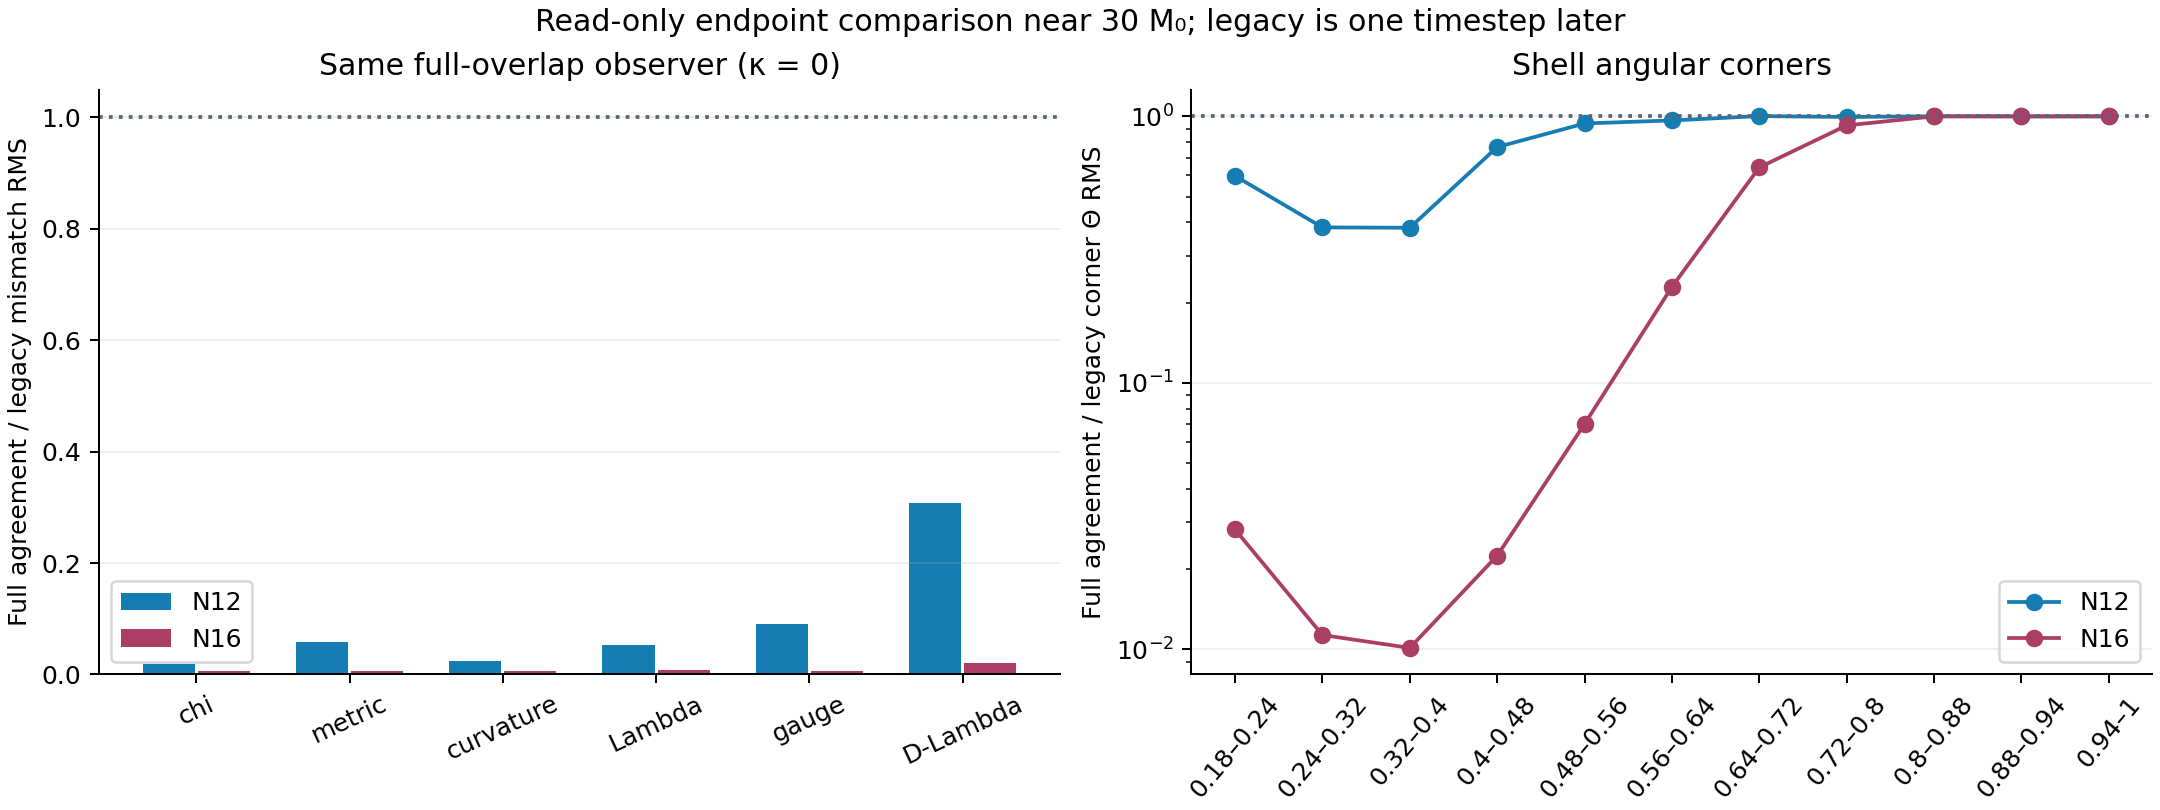 Read-only endpoint comparison near 30 M₀; legacy is one timestep later
Same full-overlap observer (κ = 0)
Full agreement / legacy mismatch RMS
1.0
0.8
0.6
0.4
0.2
0.0
N12
N16
chi
metric
curvature
Lambda
gauge
D-Lambda
Shell angular corners
Full agreement / legacy corner Θ RMS
10⁰
10⁻¹
10⁻²
N12
N16
0.18–0.24
0.24–0.32
0.32–0.4
0.4–0.48
0.48–0.56
0.56–0.64
0.64–0.72
0.72–0.8
0.8–0.88
0.88–0.94
0.94–1